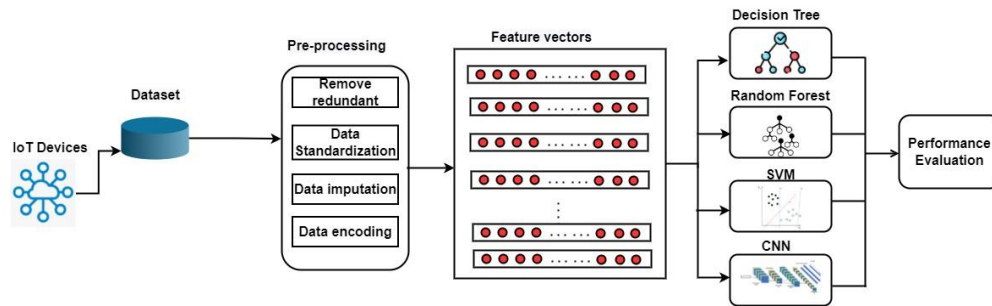 IoT Devices
Dataset
Pre-processing
Remove
redundant
Data
Standardization
Data imputation
Data encoding
Feature vectors
Decision Tree
Random Forest
SVM
CNN
Performance
Evaluation